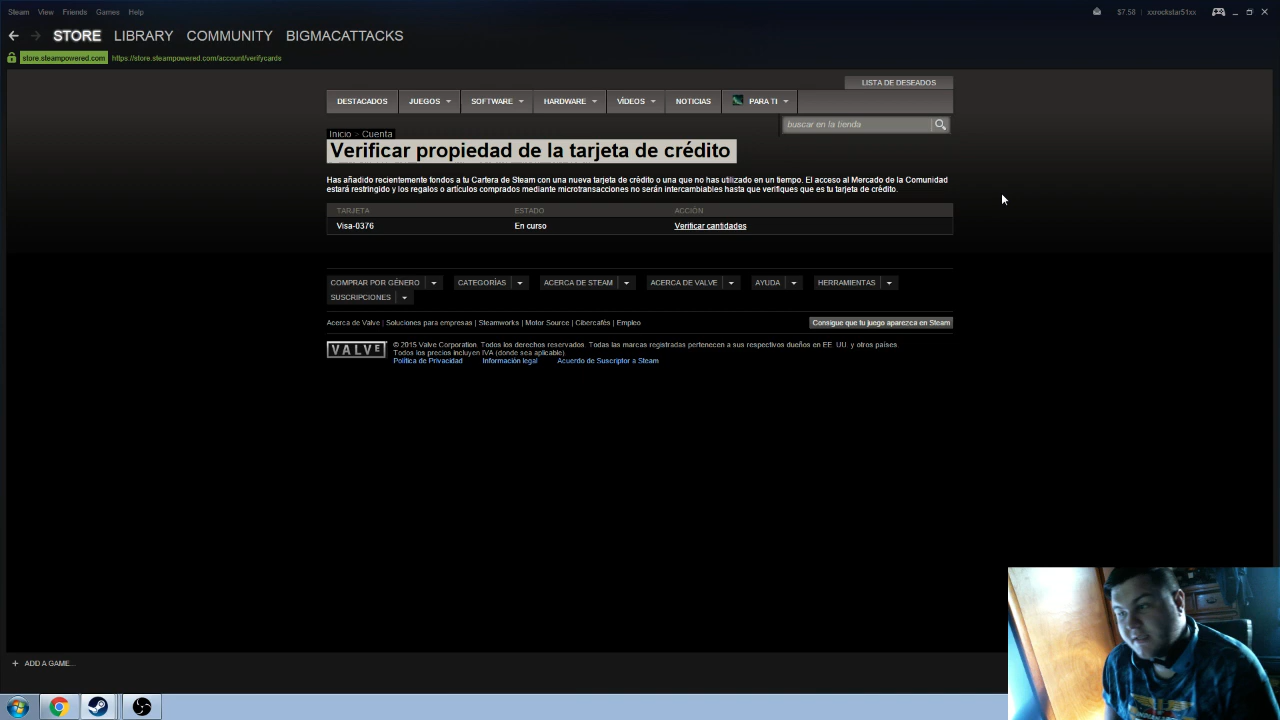 Steam View Friends Games Help $7.58 xxrockstar51xx
STORE LIBRARY COMMUNITY BIGMACATTACKS
store.steampowered.com https://store.steampowered.com/account/verifycards
LISTA DE DESEADOS
DESTACADOS JUEGOS SOFTWARE HARDWARE VÍDEOS NOTICIAS PARA TI
buscar en la tienda
Inicio > Cuenta
Verificar propiedad de la tarjeta de crédito
Has añadido recientemente fondos a tu Cartera de Steam con una nueva tarjeta de crédito o una que no has utilizado en un tiempo. El acceso al Mercado de la Comunidad
estará restringido y los regalos o artículos comprados mediante microtransacciones no serán intercambiables hasta que verifiques que es tu tarjeta de crédito.
TARJETA ESTADO ACCIÓN
Visa-0376 En curso Verificar cantidades
COMPRAR POR GÉNERO CATEGORÍAS ACERCA DE STEAM ACERCA DE VALVE AYUDA HERRAMIENTAS
SUSCRIPCIONES
Acerca de Valve | Soluciones para empresas | Steamworks | Motor Source | Cibercafés | Empleo
Consigue que tu juego aparezca en Steam
VALVE
© 2015 Valve Corporation. Todos los derechos reservados. Todas las marcas registradas pertenecen a sus respectivos dueños en EE. UU. y otros países.
Todos los precios incluyen IVA (donde sea aplicable).
Política de Privacidad Información legal Acuerdo de Suscriptor a Steam
+ ADD A GAME...